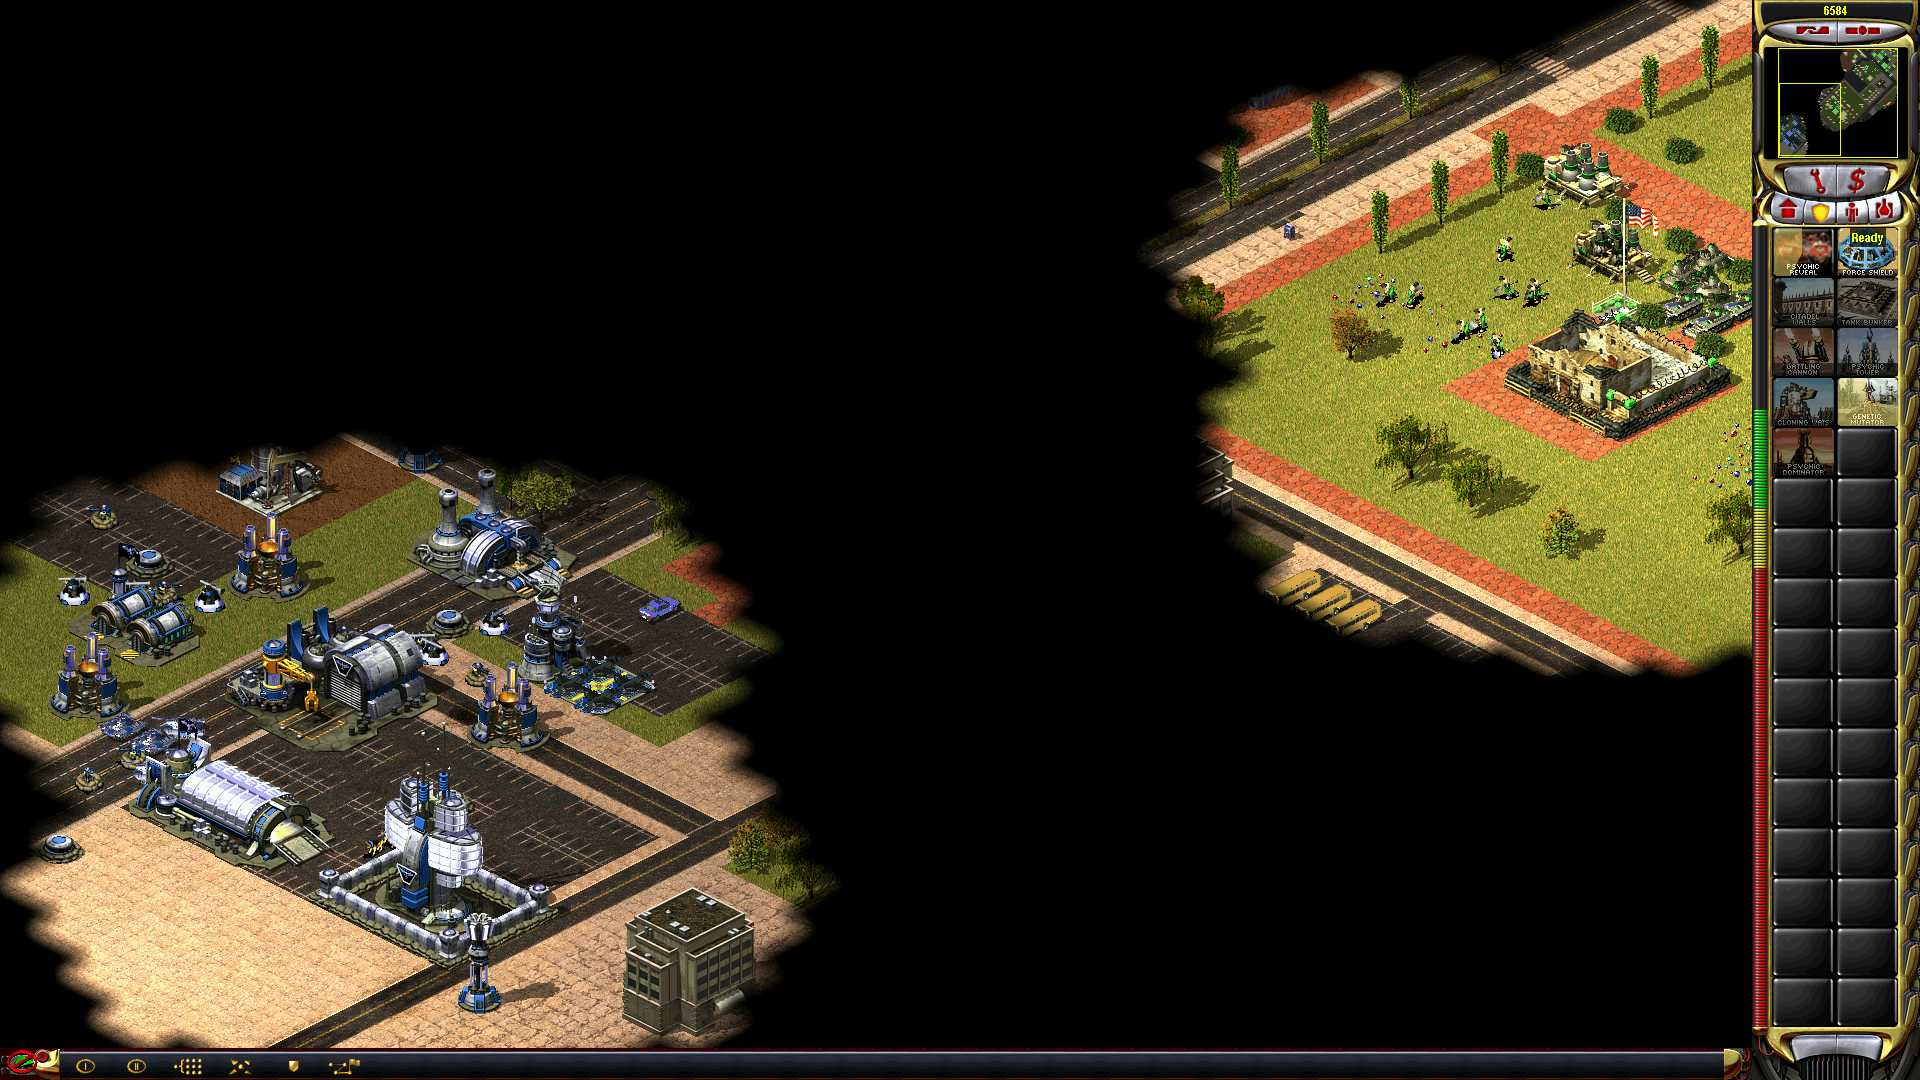 6584
$
PSYCHIC
REVEAL
Ready
FORCE SHIELD
CITADEL
WALLS
TANK BUNKER
GATTLING
CANNON
PSYCHIC
TOWER
CLONING VATS
GENETIC
MUTATOR
PSYCHIC
DOMINATOR
I
II